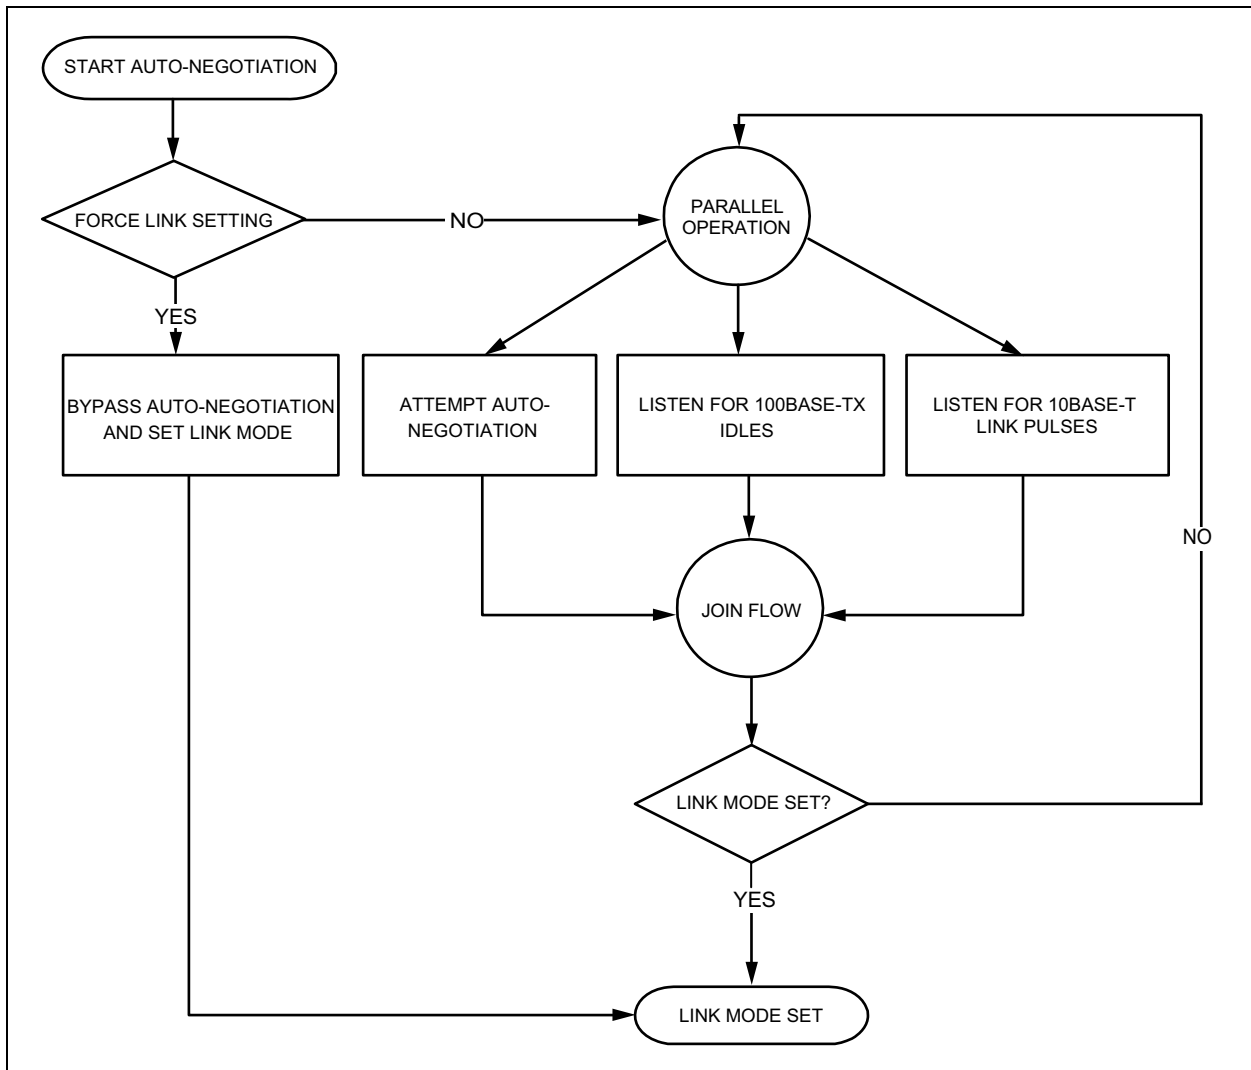 START AUTO-NEGOTIATION
FORCE LINK SETTING
NO
PARALLEL
OPERATION
YES
BYPASS AUTO-NEGOTIATION
AND SET LINK MODE
ATTEMPT AUTO-
NEGOTIATION
LISTEN FOR 100BASE-TX
IDLES
LISTEN FOR 10BASE-T
LINK PULSES
NO
JOIN FLOW
LINK MODE SET?
YES
LINK MODE SET